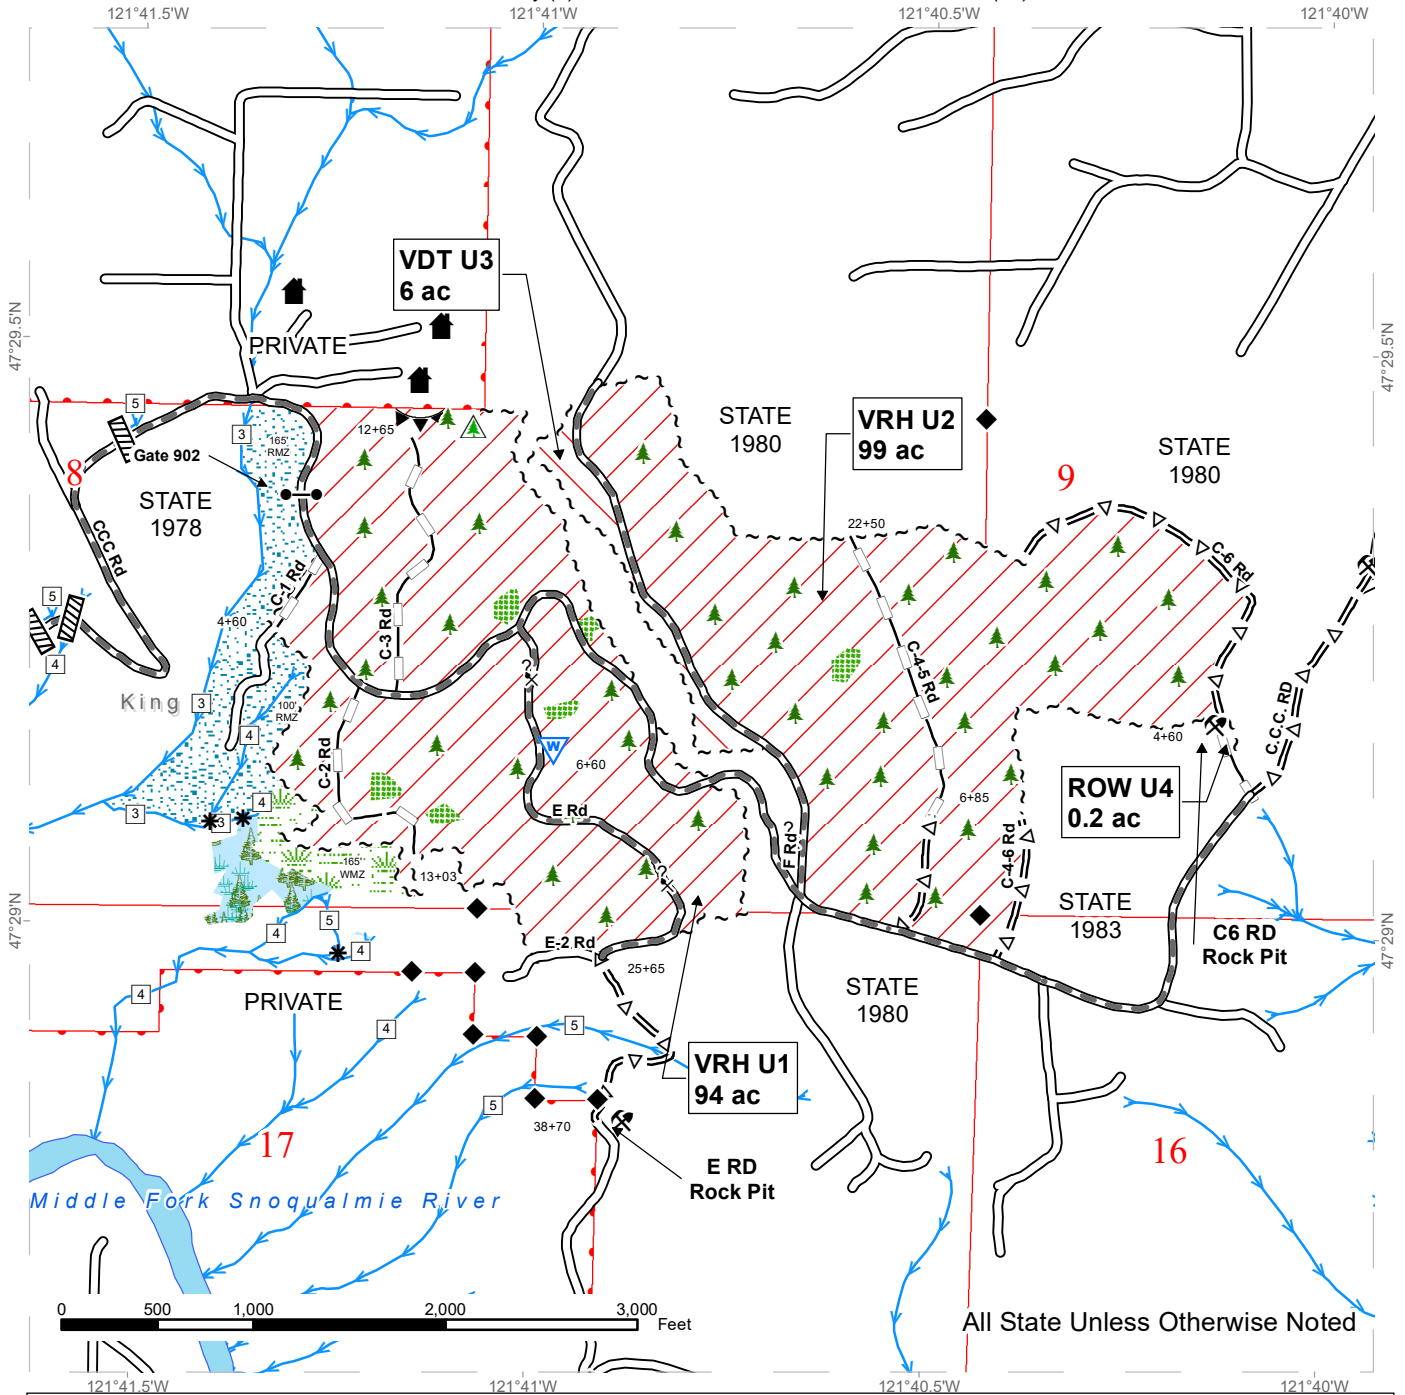 121°41.5'W
121°41'W
121°40.5'W
121°40'W
47°29.5'N
47°29.5'N
VDT U3
6 ac
PRIVATE
STATE
1980
VRH U2
99 ac
STATE
1980
9
5
3
12+65
165'
RMZ
Gate 902
8
STATE
1978
CCC Rd
22+50
C-6 Rd
C-1 Rd
5
4+60
4
C-3 Rd
C-4-5 Rd
King
3
100'
RMZ
4
C-2 Rd
W
6+60
4+60
C.C.C. RD
ROW U4
0.2 ac
6+85
E Rd
F Rd
C-4-6 Rd
3
3
4
165'
WMZ
13+03
47°29'N
47°29'N
STATE
1983
C6 RD
Rock Pit
5
4
4
E-2 Rd
25+65
4
PRIVATE
STATE
1980
4
5
VRH U1
94 ac
5
38+70
17
16
E RD
Rock Pit
Middle Fork Snoqualmie River
0
500
1,000
2,000
3,000
Feet
All State Unless Otherwise Noted
121°41.5'W
121°41'W
121°40.5'W
121°40'W